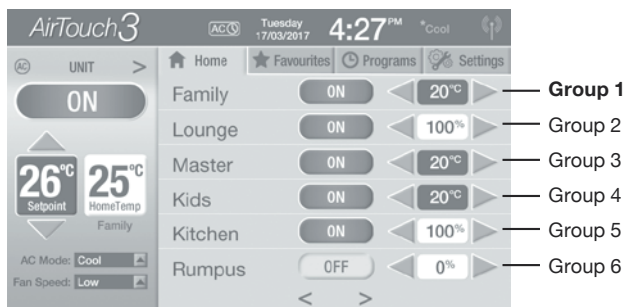 AirTouch3 AC Tuesday 17/03/2017 4:27PM *Cool
AC UNIT >
ON
26°C Setpoint
25°C HomeTemp
Family
AC Mode: Cool
Fan Speed: Low
Home Favourites Programs Settings
Family ON 20°C Group 1
Lounge ON 100% Group 2
Master ON 20°C Group 3
Kids ON 20°C Group 4
Kitchen ON 100% Group 5
Rumpus OFF 0% Group 6
< >